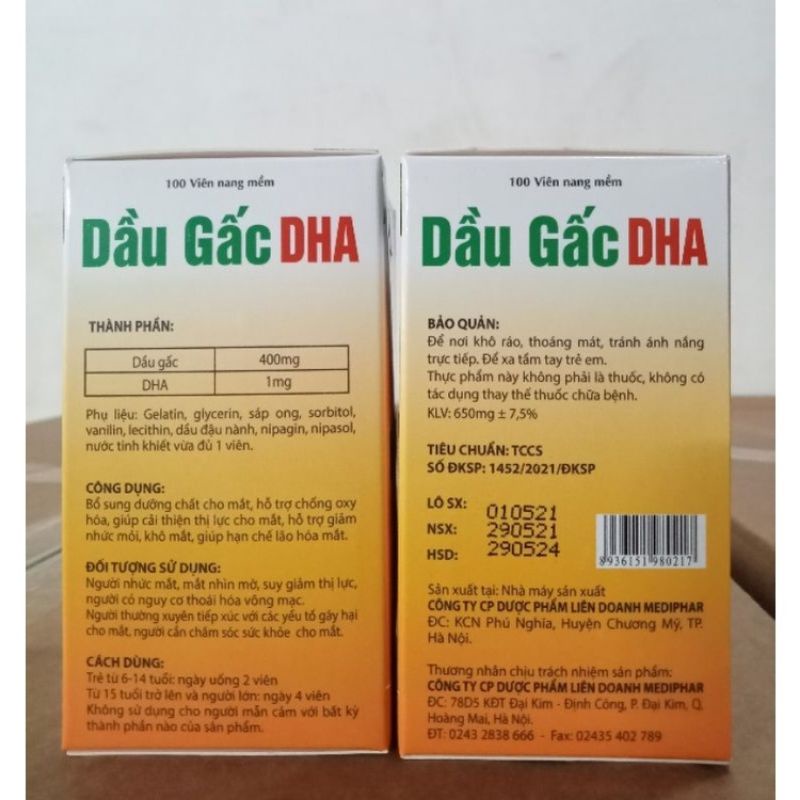 100 Viên nang mềm
Dầu Gấc DHA
THÀNH PHẦN:
Dầu gấc 400mg
DHA 1mg
Phụ liệu: Gelatin, glycerin, sáp ong, sorbitol,
vanilin, lecithin, dầu đậu nành, nipagin, nipasol,
nước tinh khiết vừa đủ 1 viên.
CÔNG DỤNG:
Bổ sung dưỡng chất cho mắt, hỗ trợ chống oxy
hóa, giúp cải thiện thị lực cho mắt, hỗ trợ giảm
nhức mỏi, khô mắt, giúp hạn chế lão hóa mắt.
ĐỐI TƯỢNG SỬ DỤNG:
Người nhức mắt, mắt nhìn mờ, suy giảm thị lực,
người có nguy cơ thoái hóa võng mạc.
Người thường xuyên tiếp xúc với các yếu tố gây hại
cho mắt, người cần chăm sóc sức khỏe cho mắt.
CÁCH DÙNG:
Trẻ từ 6-14 tuổi: ngày uống 2 viên
Từ 15 tuổi trở lên và người lớn: ngày 4 viên
Không sử dụng cho người mẫn cảm với bất kỳ
thành phần nào của sản phẩm.
100 Viên nang mềm
Dầu Gấc DHA
BẢO QUẢN:
Để nơi khô ráo, thoáng mát, tránh ánh nắng
trực tiếp. Để xa tầm tay trẻ em.
Thực phẩm này không phải là thuốc, không có
tác dụng thay thế thuốc chữa bệnh.
KLV: 650mg ± 7,5%
TIÊU CHUẨN: TCCS
SỐ ĐKSP: 1452/2021/ĐKSP
LÔ SX: 010521
NSX: 290521
HSD: 290524
8936151980217
Sản xuất tại: Nhà máy sản xuất
CÔNG TY CP DƯỢC PHẨM LIÊN DOANH MEDIPHAR
ĐC: KCN Phú Nghĩa, Huyện Chương Mỹ, TP.
Hà Nội.
Thương nhân chịu trách nhiệm sản phẩm:
CÔNG TY CP DƯỢC PHẨM LIÊN DOANH MEDIPHAR
ĐC: 78D5 KĐT Đại Kim - Định Công, P. Đại Kim, Q.
Hoàng Mai, Hà Nội.
ĐT: 0243 2838 666 - Fax: 02435 402 789